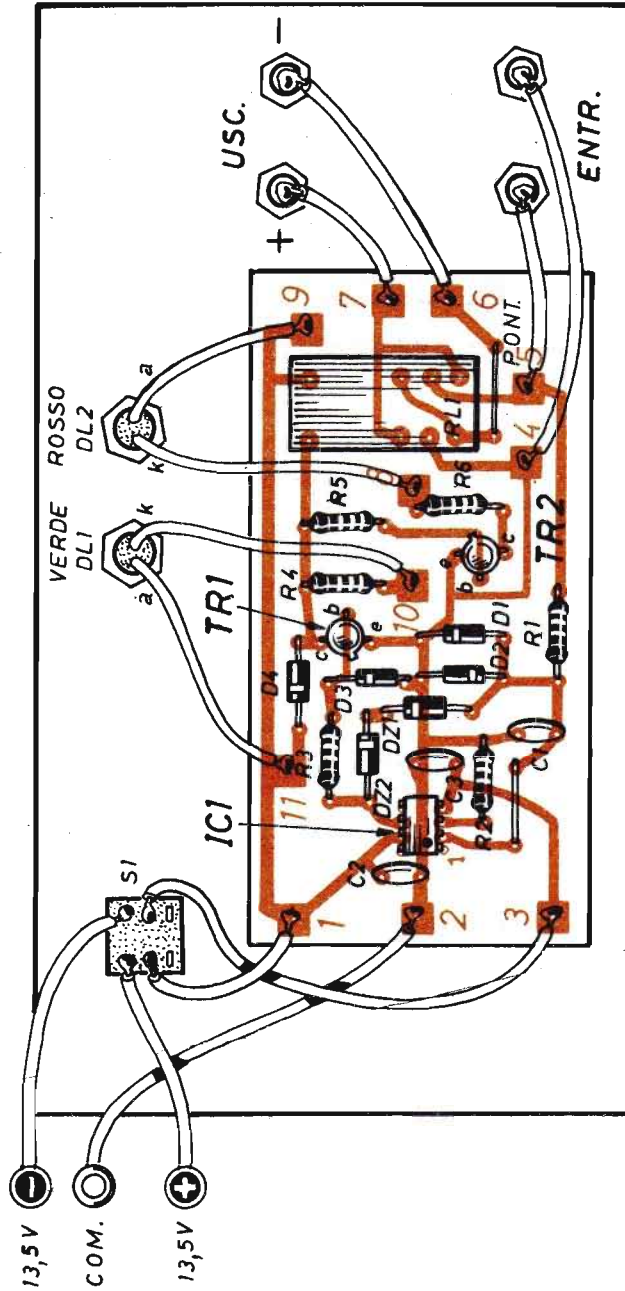 13,5V
COM.
13,5V
S1
VERDE
DL1
a
k
ROSSO
DL2
k
a
USC.
+
-
ENTR.
IC1
TR1
TR2
1
2
3
4
5
6
7
8
9
10
11
C2
C3
C1
1
R2
R3
DZ2
DZ1
D4
D3
D2
D1
R4
R5
R6
R1
c
b
e
e
b
c
RL1
PONT.